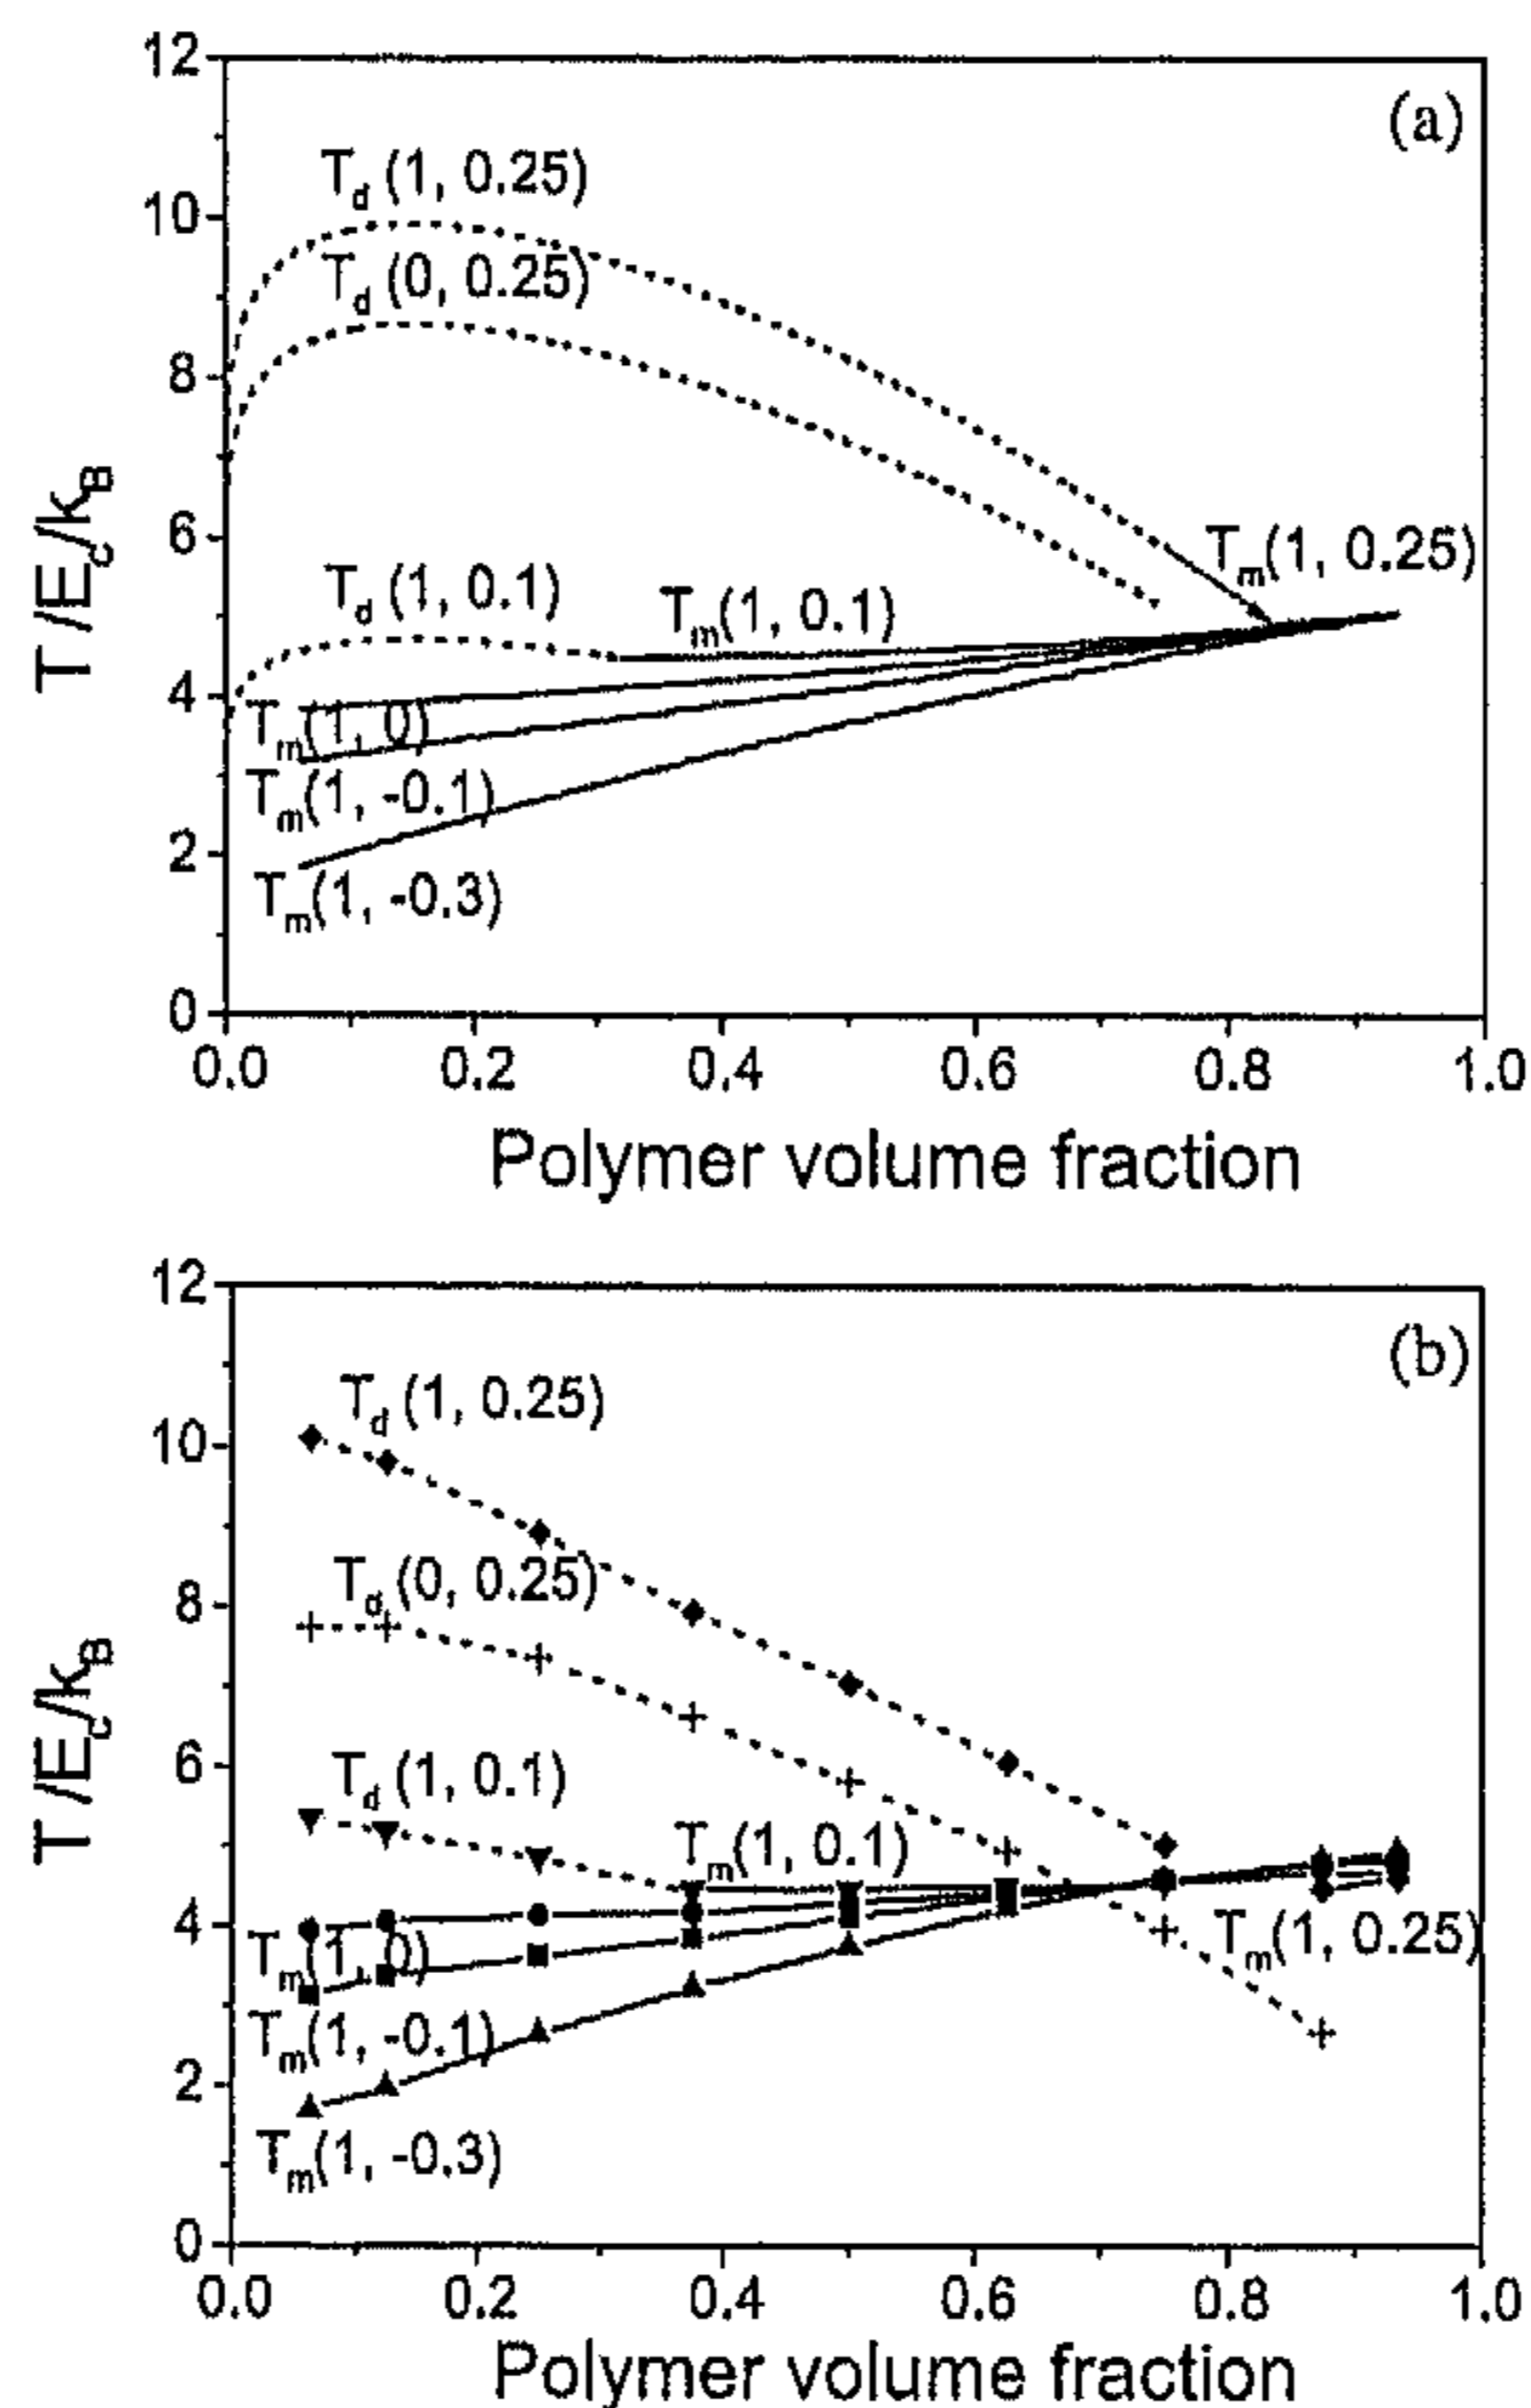 (a)
12
10
8
6
4
2
0
T /E_c/k_B
T_d (1, 0.25)
T_d (0, 0.25)
T_d (1, 0.1)
T_m(1, 0.1)
T_m(1, 0.25)
T_m(1, 0)
T_m(1, -0.1)
T_m(1, -0.3)
0.0 0.2 0.4 0.6 0.8 1.0
Polymer volume fraction
(b)
12
10
8
6
4
2
0
T /E_c/k_B
T_d (1, 0.25)
T_d (0, 0.25)
T_d (1, 0.1)
T_m(1, 0.1)
T_m(1, 0.25)
T_m(1, 0)
T_m(1, -0.1)
T_m(1, -0.3)
0.0 0.2 0.4 0.6 0.8 1.0
Polymer volume fraction